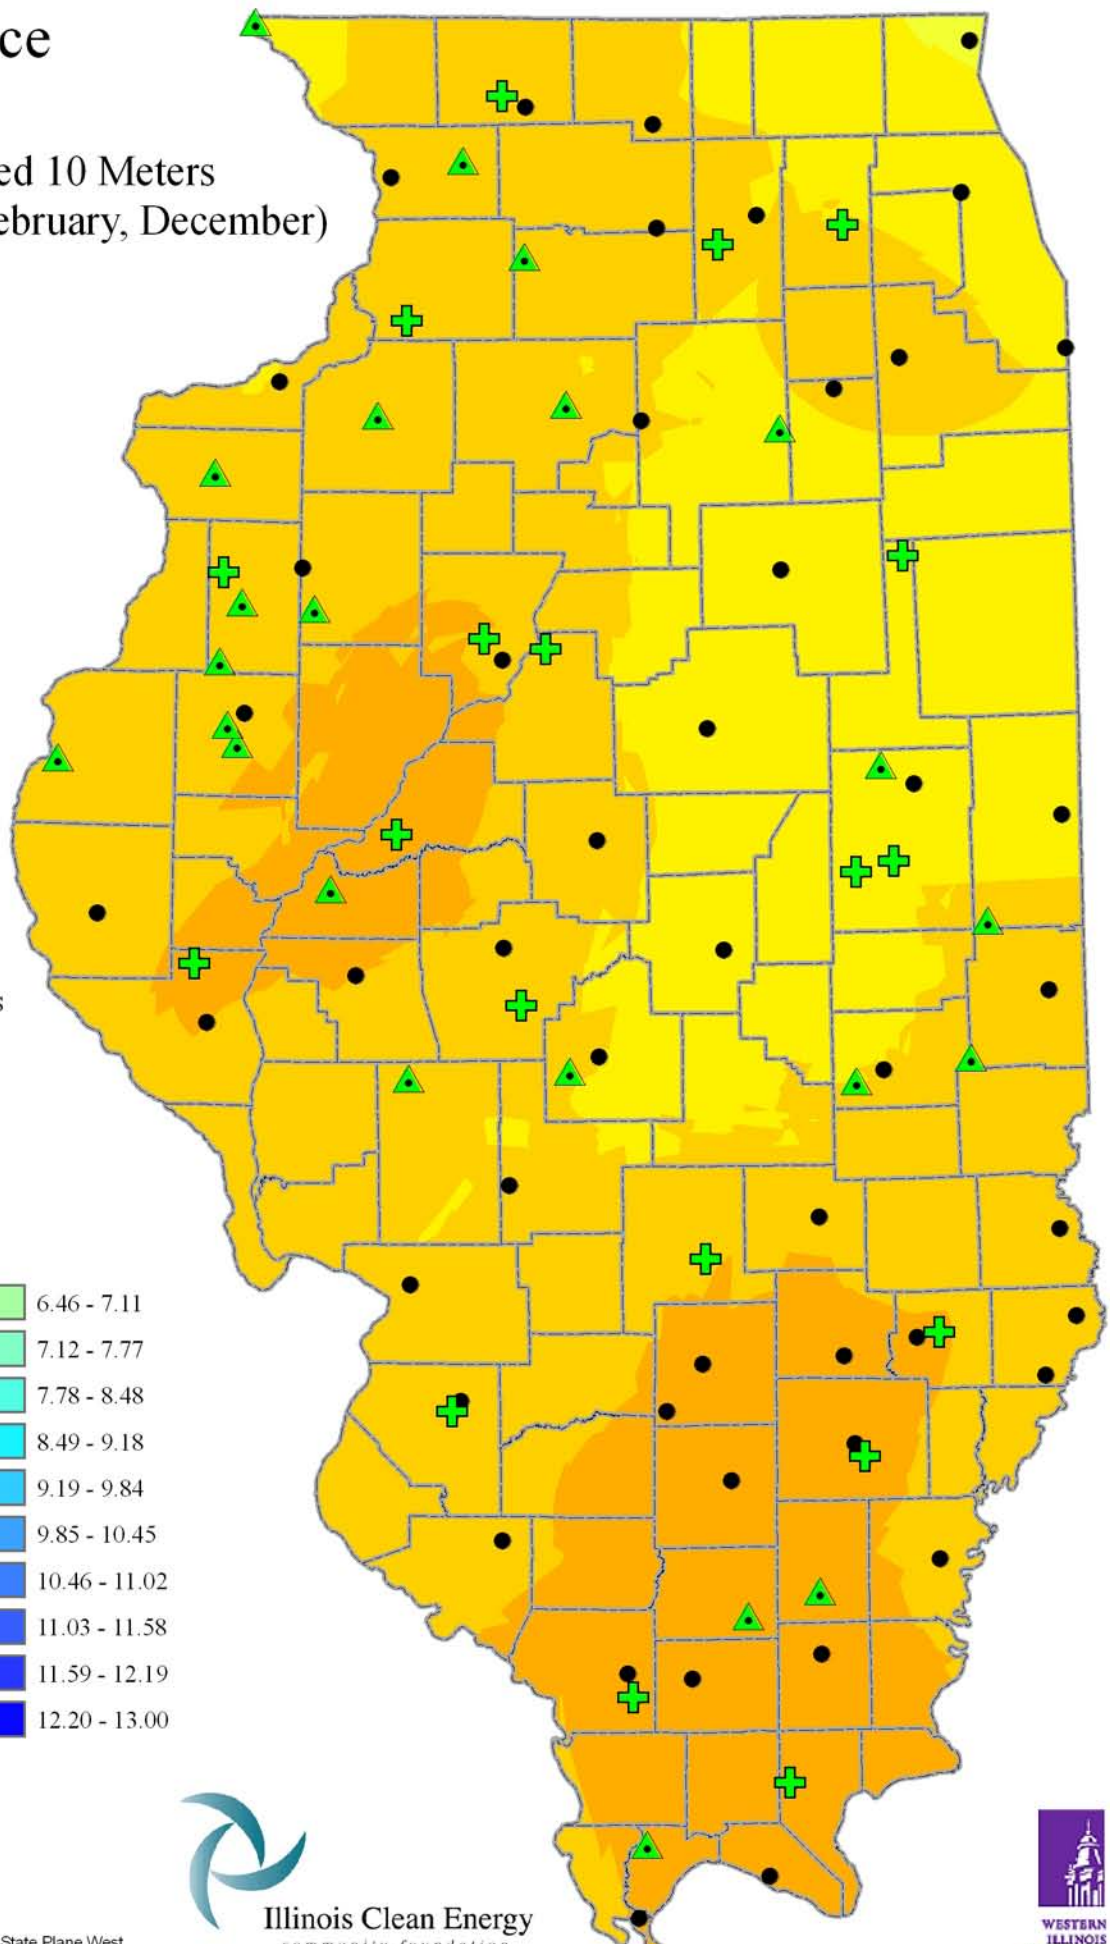 ce
ed 10 Meters
ebruary, December)
s
6.46 - 7.11
7.12 - 7.77
7.78 - 8.48
8.49 - 9.18
9.19 - 9.84
9.85 - 10.45
10.46 - 11.02
11.03 - 11.58
11.59 - 12.19
12.20 - 13.00
Illinois Clean Energy
community foundation
State Plane West
WESTERN
ILLINOIS